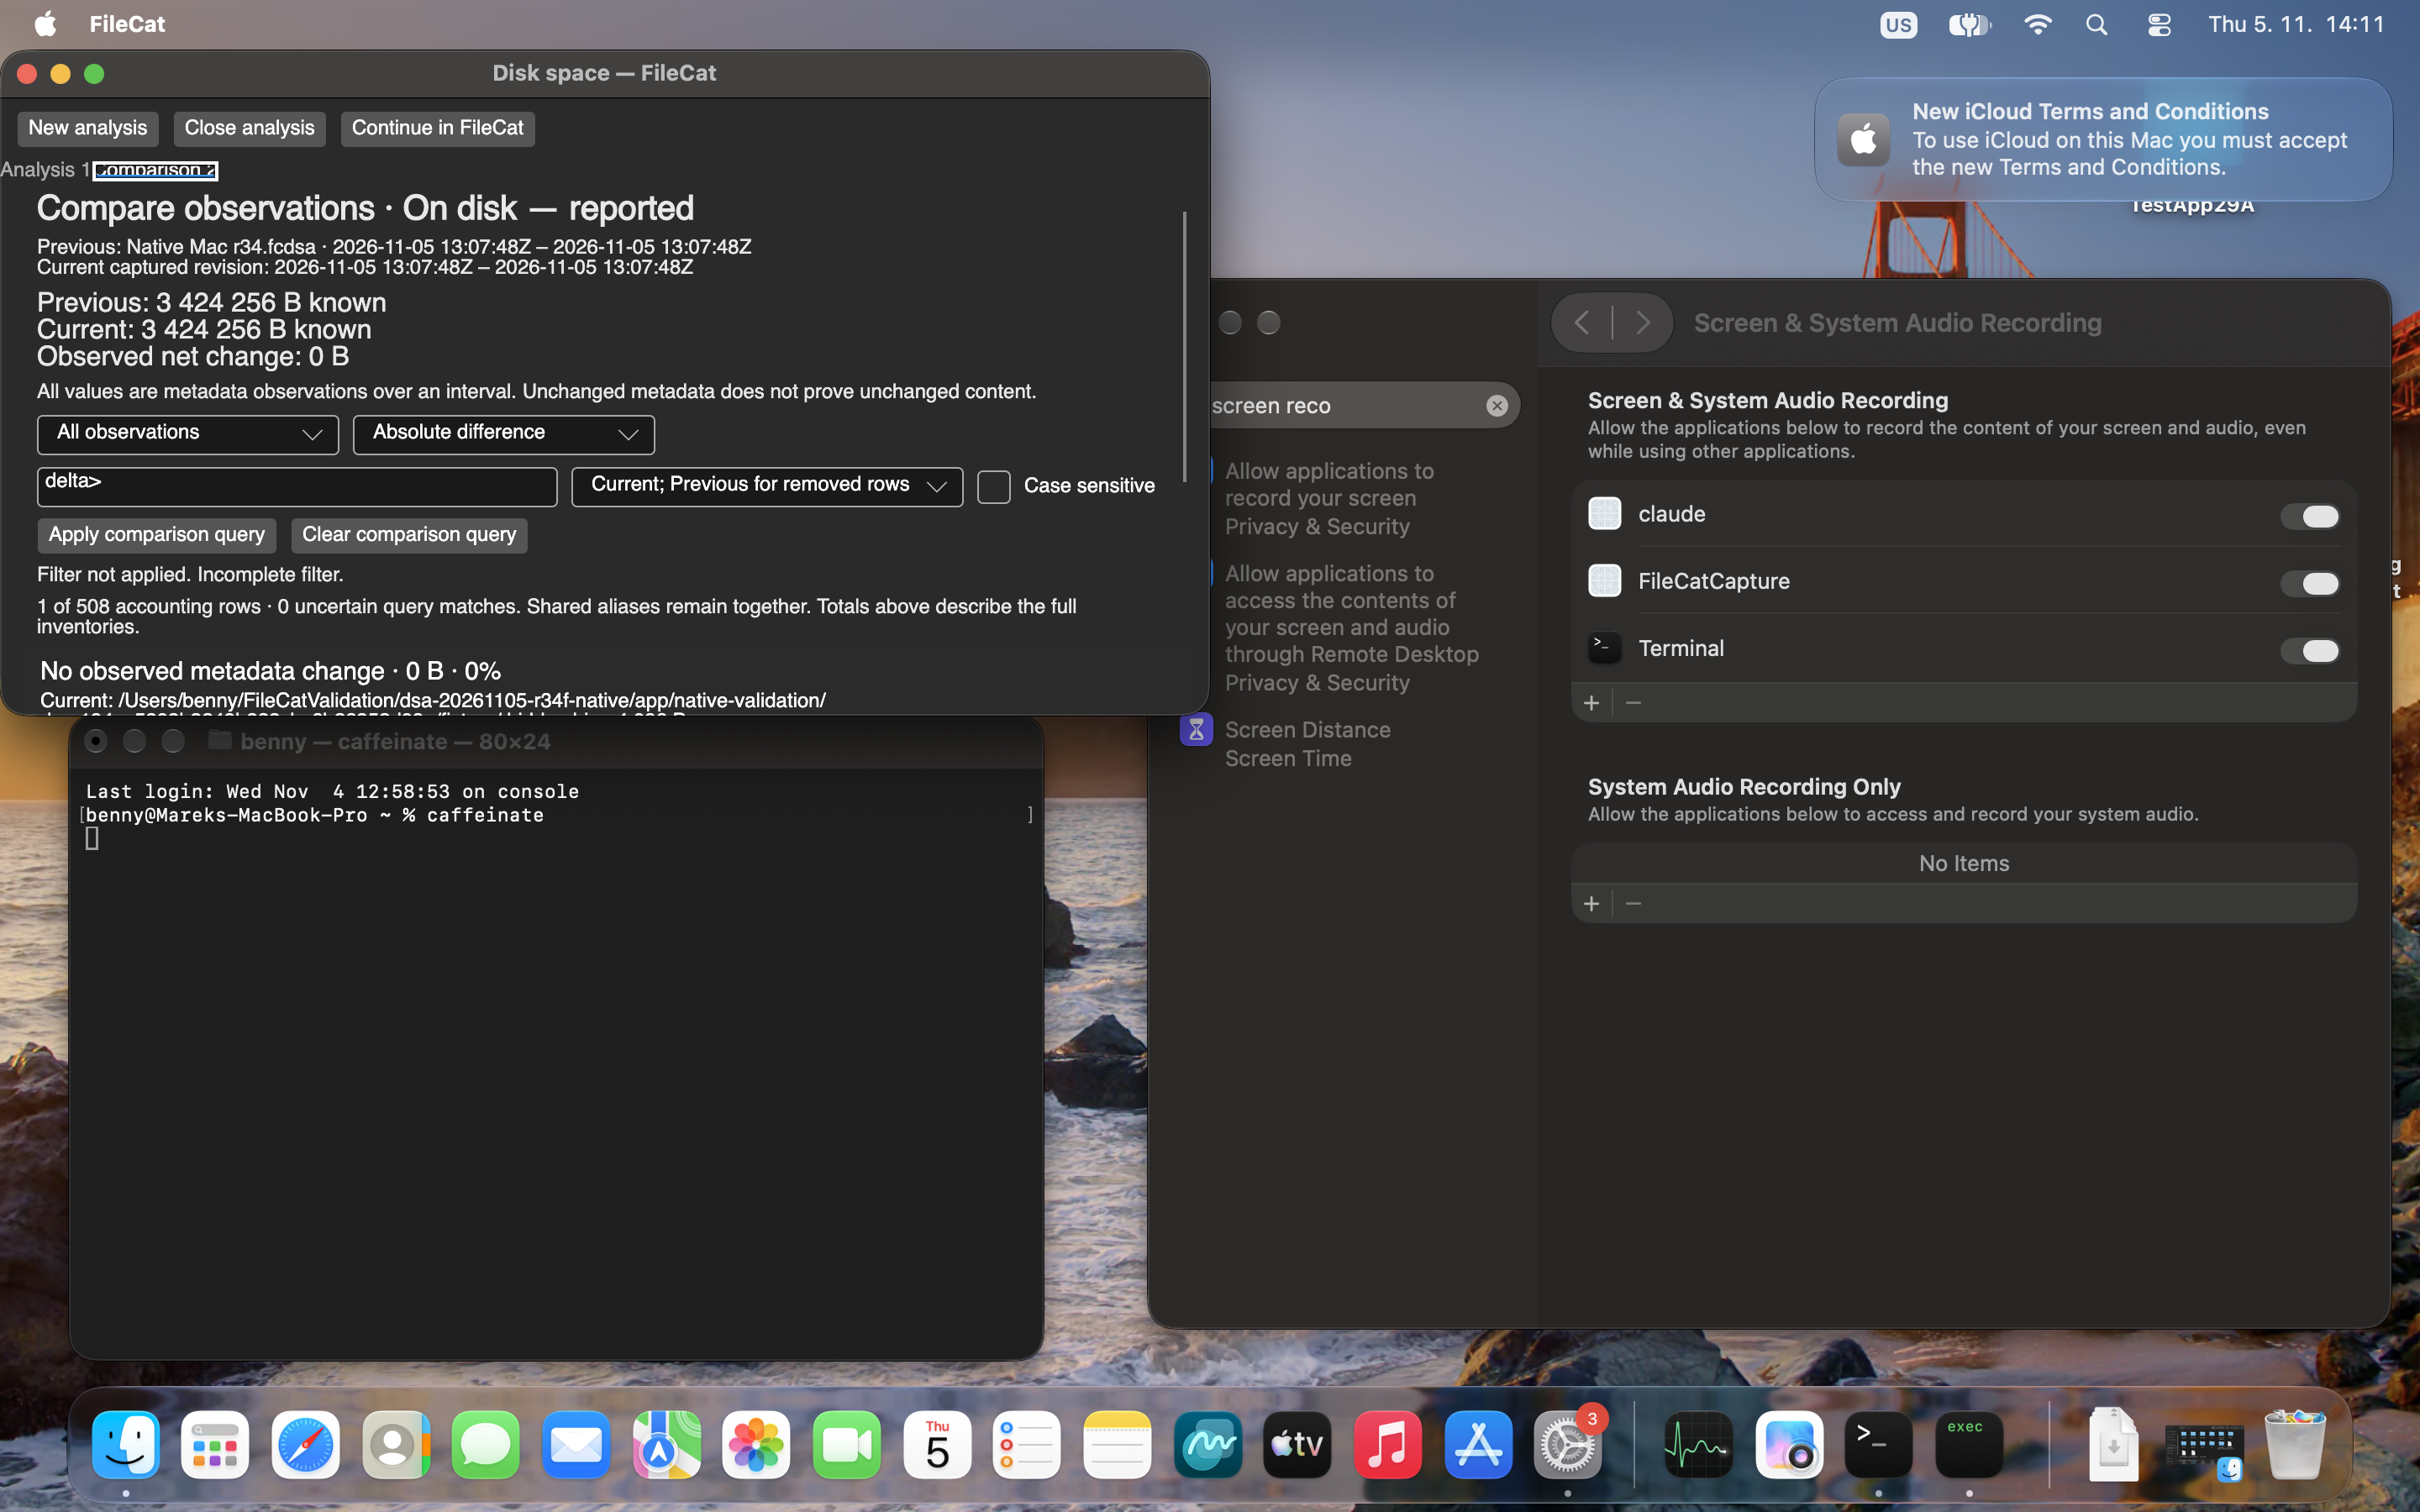 FileCat
US
Thu 5. 11. 14:11
Disk space — FileCat
New analysis
Close analysis
Continue in FileCat
Analysis 1
Comparison 2
Compare observations · On disk — reported
Previous: Native Mac r34.fcdsa · 2026-11-05 13:07:48Z – 2026-11-05 13:07:48Z
Current captured revision: 2026-11-05 13:07:48Z – 2026-11-05 13:07:48Z
Previous: 3 424 256 B known
Current: 3 424 256 B known
Observed net change: 0 B
All values are metadata observations over an interval. Unchanged metadata does not prove unchanged content.
All observations
Absolute difference
delta>
Current; Previous for removed rows
Case sensitive
Apply comparison query
Clear comparison query
Filter not applied. Incomplete filter.
1 of 508 accounting rows · 0 uncertain query matches. Shared aliases remain together. Totals above describe the full
inventories.
No observed metadata change · 0 B · 0%
Current: /Users/benny/FileCatValidation/dsa-20261105-r34f-native/app/native-validation/
New iCloud Terms and Conditions
To use iCloud on this Mac you must accept
the new Terms and Conditions.
TestApp29A
screen reco
Allow applications to
record your screen
Privacy & Security
Allow applications to
access the contents of
your screen and audio
through Remote Desktop
Privacy & Security
Screen Distance
Screen Time
Screen & System Audio Recording
Screen & System Audio Recording
Allow the applications below to record the content of your screen and audio, even
while using other applications.
claude
FileCatCapture
Terminal
System Audio Recording Only
Allow the applications below to access and record your system audio.
No Items
g
t
benny — caffeinate — 80×24
Last login: Wed Nov  4 12:58:53 on console
[benny@Mareks-MacBook-Pro ~ % caffeinate ]
Thu
5
tv
3
exec